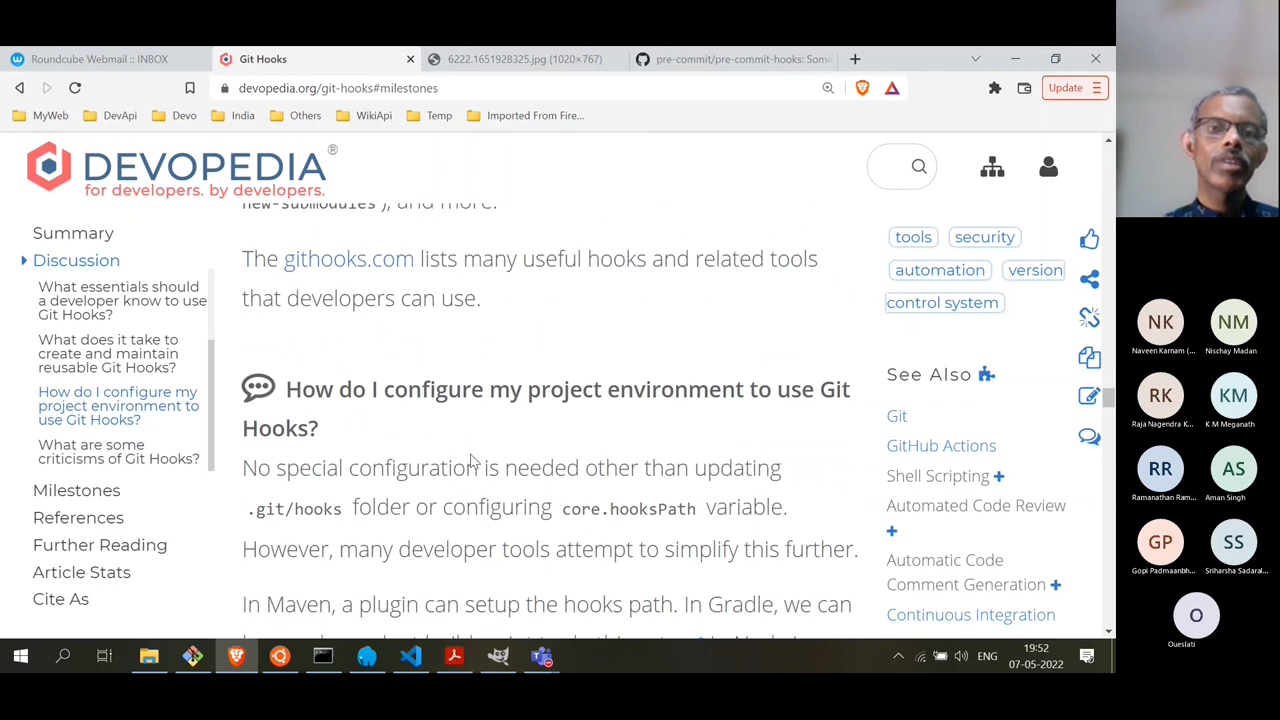 Roundcube Webmail :: INBOX
Git Hooks
6222.1651928325.jpg (1020×767)
pre-commit/pre-commit-hooks: Some
devopedia.org/git-hooks#milestones
Update
MyWeb
DevApi
Devo
India
Others
WikiApi
Temp
Imported From Fire...
DEVOPEDIA®
for developers. by developers.
Summary
Discussion
What essentials should
a developer know to use
Git Hooks?
What does it take to
create and maintain
reusable Git Hooks?
How do I configure my
project environment to
use Git Hooks?
What are some
criticisms of Git Hooks?
Milestones
References
Further Reading
Article Stats
Cite As
new-submodules ), and more.
The githooks.com lists many useful hooks and related tools
that developers can use.
How do I configure my project environment to use Git
Hooks?
No special configuration is needed other than updating
.git/hooks folder or configuring core.hooksPath variable.
However, many developer tools attempt to simplify this further.
In Maven, a plugin can setup the hooks path. In Gradle, we can
tools
security
automation
version
control system
See Also
Git
GitHub Actions
Shell Scripting
Automated Code Review
Automatic Code
Comment Generation
Continuous Integration
NK
Naveen Karnam (...
NM
Nischay Madan
RK
Raja Nagendra K...
KM
K M Meganath
RR
Ramanathan Ram...
AS
Aman Singh
GP
Gopi Padmaanbh...
SS
Sriharsha Sadaral...
O
Oueslati
ENG
19:52
07-05-2022